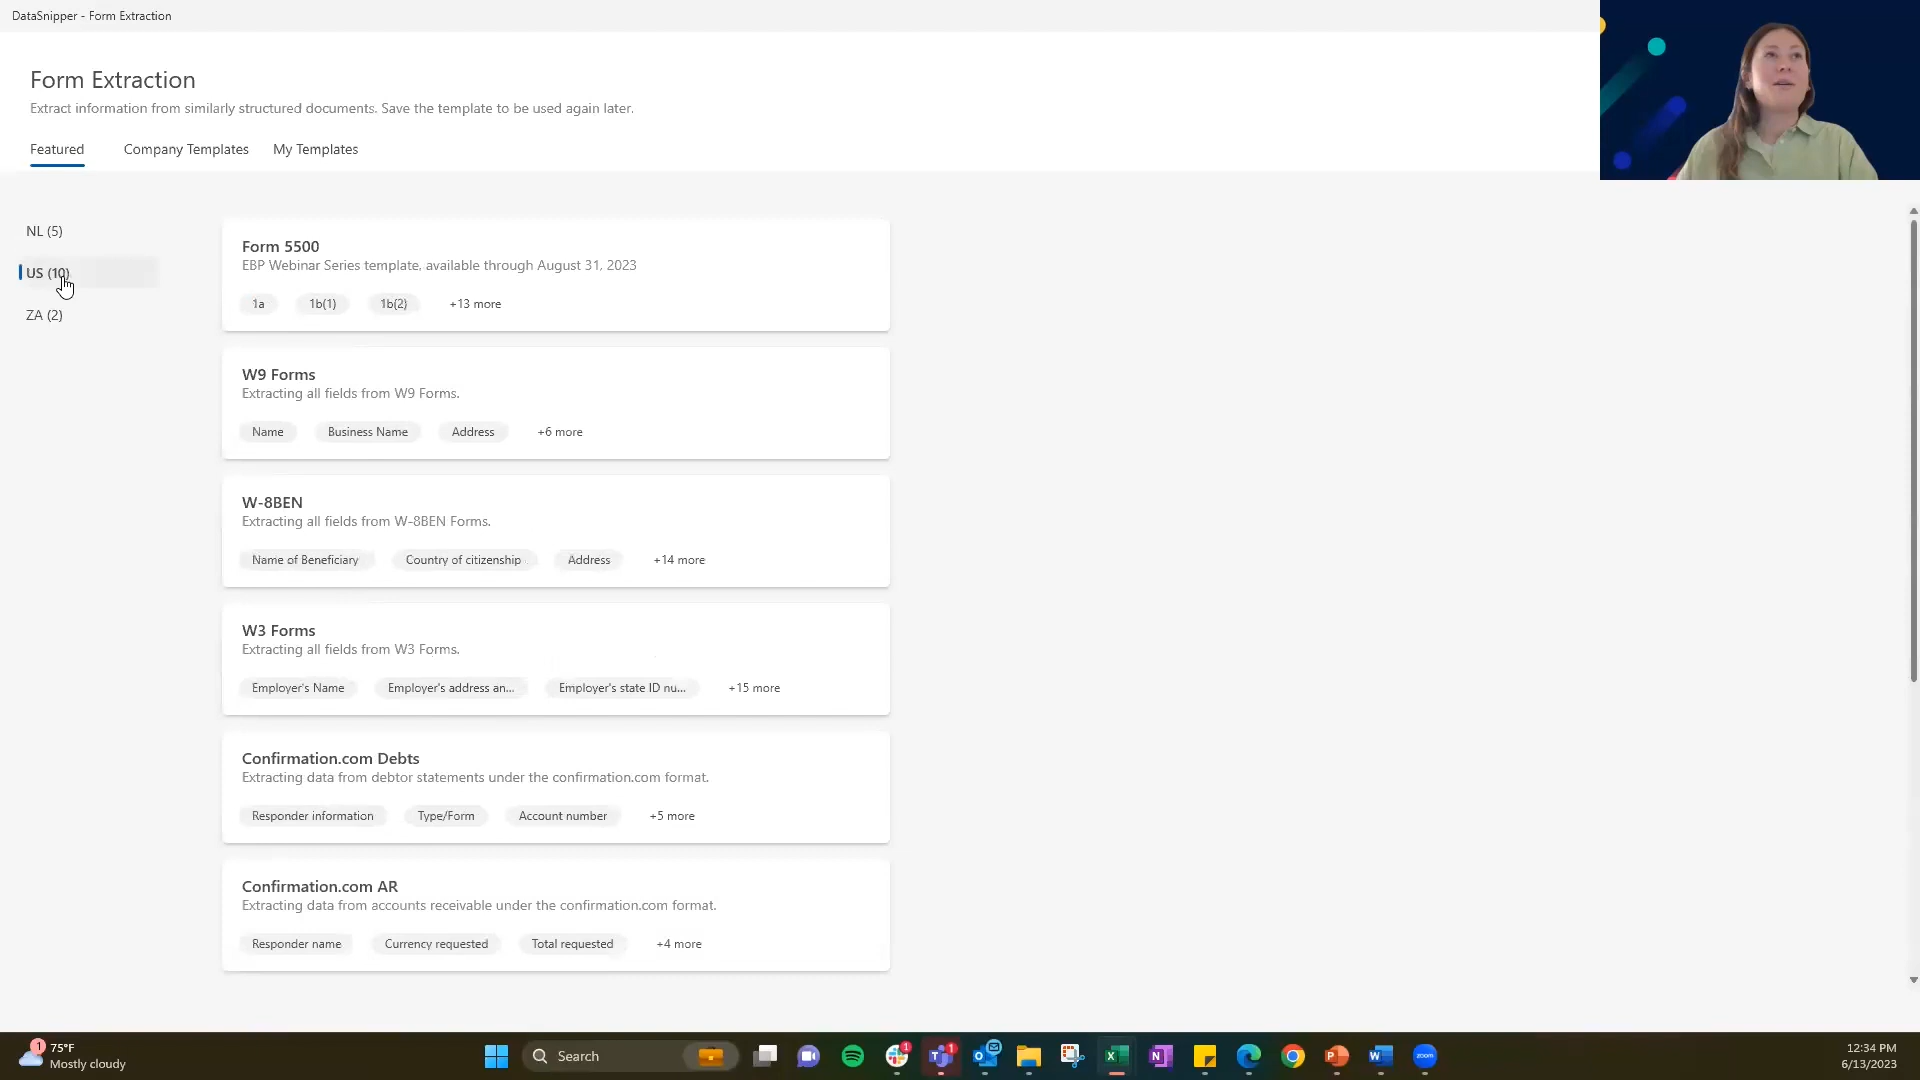 DataSnipper - Form Extraction
Form Extraction
Extract information from similarly structured documents. Save the template to be used again later.
Featured
Company Templates
My Templates
NL (5)
US (10)
ZA (2)
Form 5500
EBP Webinar Series template, available through August 31, 2023
1a
1b(1)
1b(2)
+13 more
W9 Forms
Extracting all fields from W9 Forms.
Name
Business Name
Address
+6 more
W-8BEN
Extracting all fields from W-8BEN Forms.
Name of Beneficiary
Country of citizenship
Address
+14 more
W3 Forms
Extracting all fields from W3 Forms.
Employer's Name
Employer's address an...
Employer's state ID nu...
+15 more
Confirmation.com Debts
Extracting data from debtor statements under the confirmation.com format.
Responder information
Type/Form
Account number
+5 more
Confirmation.com AR
Extracting data from accounts receivable under the confirmation.com format.
Responder name
Currency requested
Total requested
+4 more
1
75°F
Mostly cloudy
Search
1
1
zoom
12:34 PM
6/13/2023